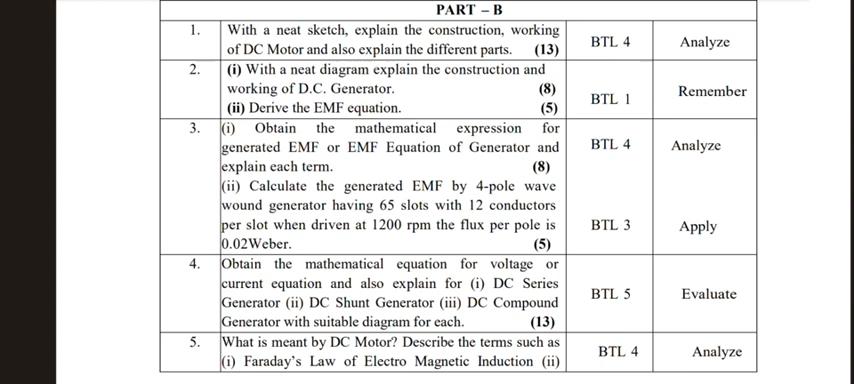 PART – B
1. With a neat sketch, explain the construction, working
of DC Motor and also explain the different parts. (13)
BTL 4 Analyze
2. (i) With a neat diagram explain the construction and
working of D.C. Generator. (8)
(ii) Derive the EMF equation. (5)
BTL 1 Remember
3. (i) Obtain the mathematical expression for
generated EMF or EMF Equation of Generator and
explain each term. (8)
BTL 4 Analyze
(ii) Calculate the generated EMF by 4-pole wave
wound generator having 65 slots with 12 conductors
per slot when driven at 1200 rpm the flux per pole is
0.02Weber. (5)
BTL 3 Apply
4. Obtain the mathematical equation for voltage or
current equation and also explain for (i) DC Series
Generator (ii) DC Shunt Generator (iii) DC Compound
Generator with suitable diagram for each. (13)
BTL 5 Evaluate
5. What is meant by DC Motor? Describe the terms such as
(i) Faraday's Law of Electro Magnetic Induction (ii)
BTL 4 Analyze